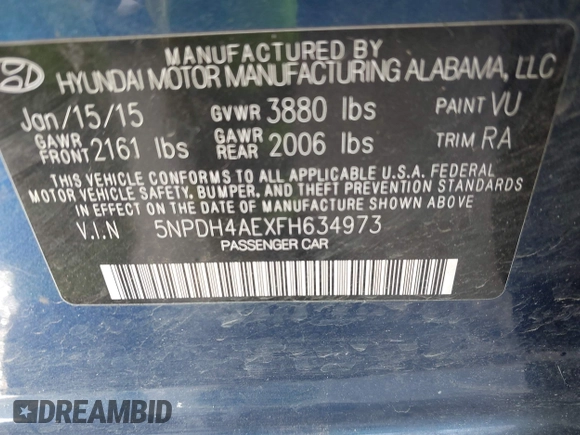 MANUFACTURED BY
HYUNDAI MOTOR MANUFACTURING ALABAMA, LLC
Jan/15/15 GVWR 3880 lbs PAINT VU
GAWR FRONT 2161 lbs GAWR REAR 2006 lbs TRIM RA
THIS VEHICLE CONFORMS TO ALL APPLICABLE U.S.A. FEDERAL
MOTOR VEHICLE SAFETY, BUMPER, AND THEFT PREVENTION
STANDARDS IN EFFECT ON THE DATE OF MANUFACTURE SHOWN ABOVE.
V.I.N 5NPDH4AEXFH634973
PASSENGER CAR
DREAMBID